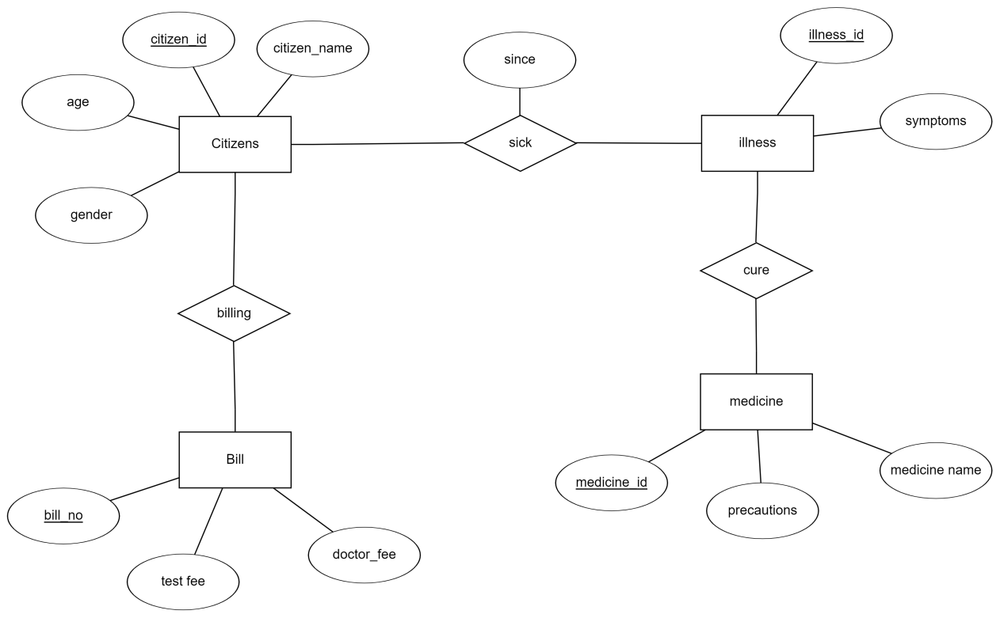 citizen_id
citizen_name
since
illness_id
age
symptoms
Citizens
sick
illness
gender
cure
billing
medicine
Bill
medicine_id
precautions
medicine name
bill_no
test fee
doctor_fee